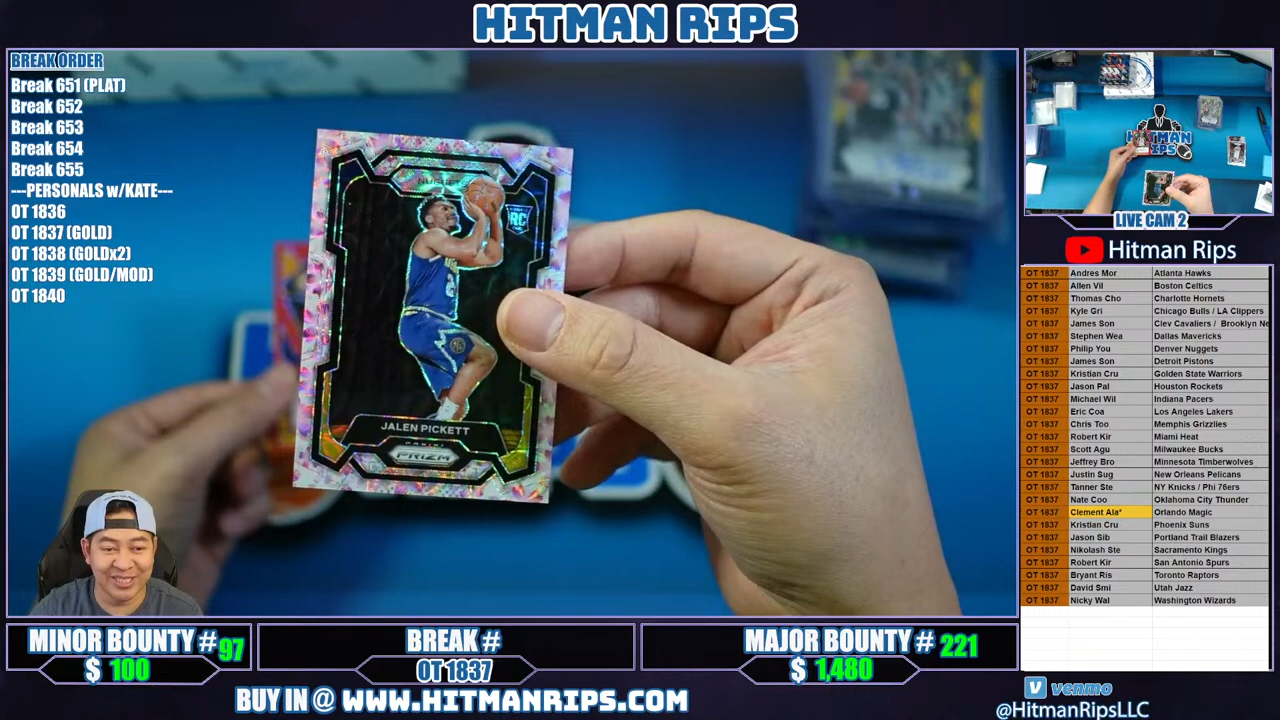 HITMAN RIPS
BREAK ORDER
Break 651 (PLAT)
Break 652
Break 653
Break 654
Break 655
---PERSONALS w/KATE---
OT 1836
OT 1837 (GOLD)
OT 1838 (GOLDx2)
OT 1839 (GOLD/MOD)
OT 1840
RC
JALEN PICKETT
PANINI
PRIZM
HITMAN
RIPS
LIVE CAM 2
Hitman Rips
OT 1837 Andres Mor Atlanta Hawks
OT 1837 Allen Vil Boston Celtics
OT 1837 Thomas Cho Charlotte Hornets
OT 1837 Kyle Gri Chicago Bulls / LA Clippers
OT 1837 James Son Clev Cavaliers / Brooklyn Ne
OT 1837 Stephen Wea Dallas Mavericks
OT 1837 Philip You Denver Nuggets
OT 1837 James Son Detroit Pistons
OT 1837 Kristian Cru Golden State Warriors
OT 1837 Jason Pal Houston Rockets
OT 1837 Michael Wil Indiana Pacers
OT 1837 Eric Coa Los Angeles Lakers
OT 1837 Chris Too Memphis Grizzlies
OT 1837 Robert Kir Miami Heat
OT 1837 Scott Agu Milwaukee Bucks
OT 1837 Jeffrey Bro Minnesota Timberwolves
OT 1837 Justin Sug New Orleans Pelicans
OT 1837 Tanner Ste NY Knicks / Phi 76ers
OT 1837 Nate Coo Oklahoma City Thunder
OT 1837 Clement Ala* Orlando Magic
OT 1837 Kristian Cru Phoenix Suns
OT 1837 Jason Sib Portland Trail Blazers
OT 1837 Nikolash Ste Sacramento Kings
OT 1837 Robert Kir San Antonio Spurs
OT 1837 Bryant Ris Toronto Raptors
OT 1837 David Smi Utah Jazz
OT 1837 Nicky Wal Washington Wizards
MINOR BOUNTY # 97
$ 100
BREAK #
OT 1837
MAJOR BOUNTY # 221
$ 1,480
BUY IN @ WWW.HITMANRIPS.COM
venmo
@HitmanRipsLLC